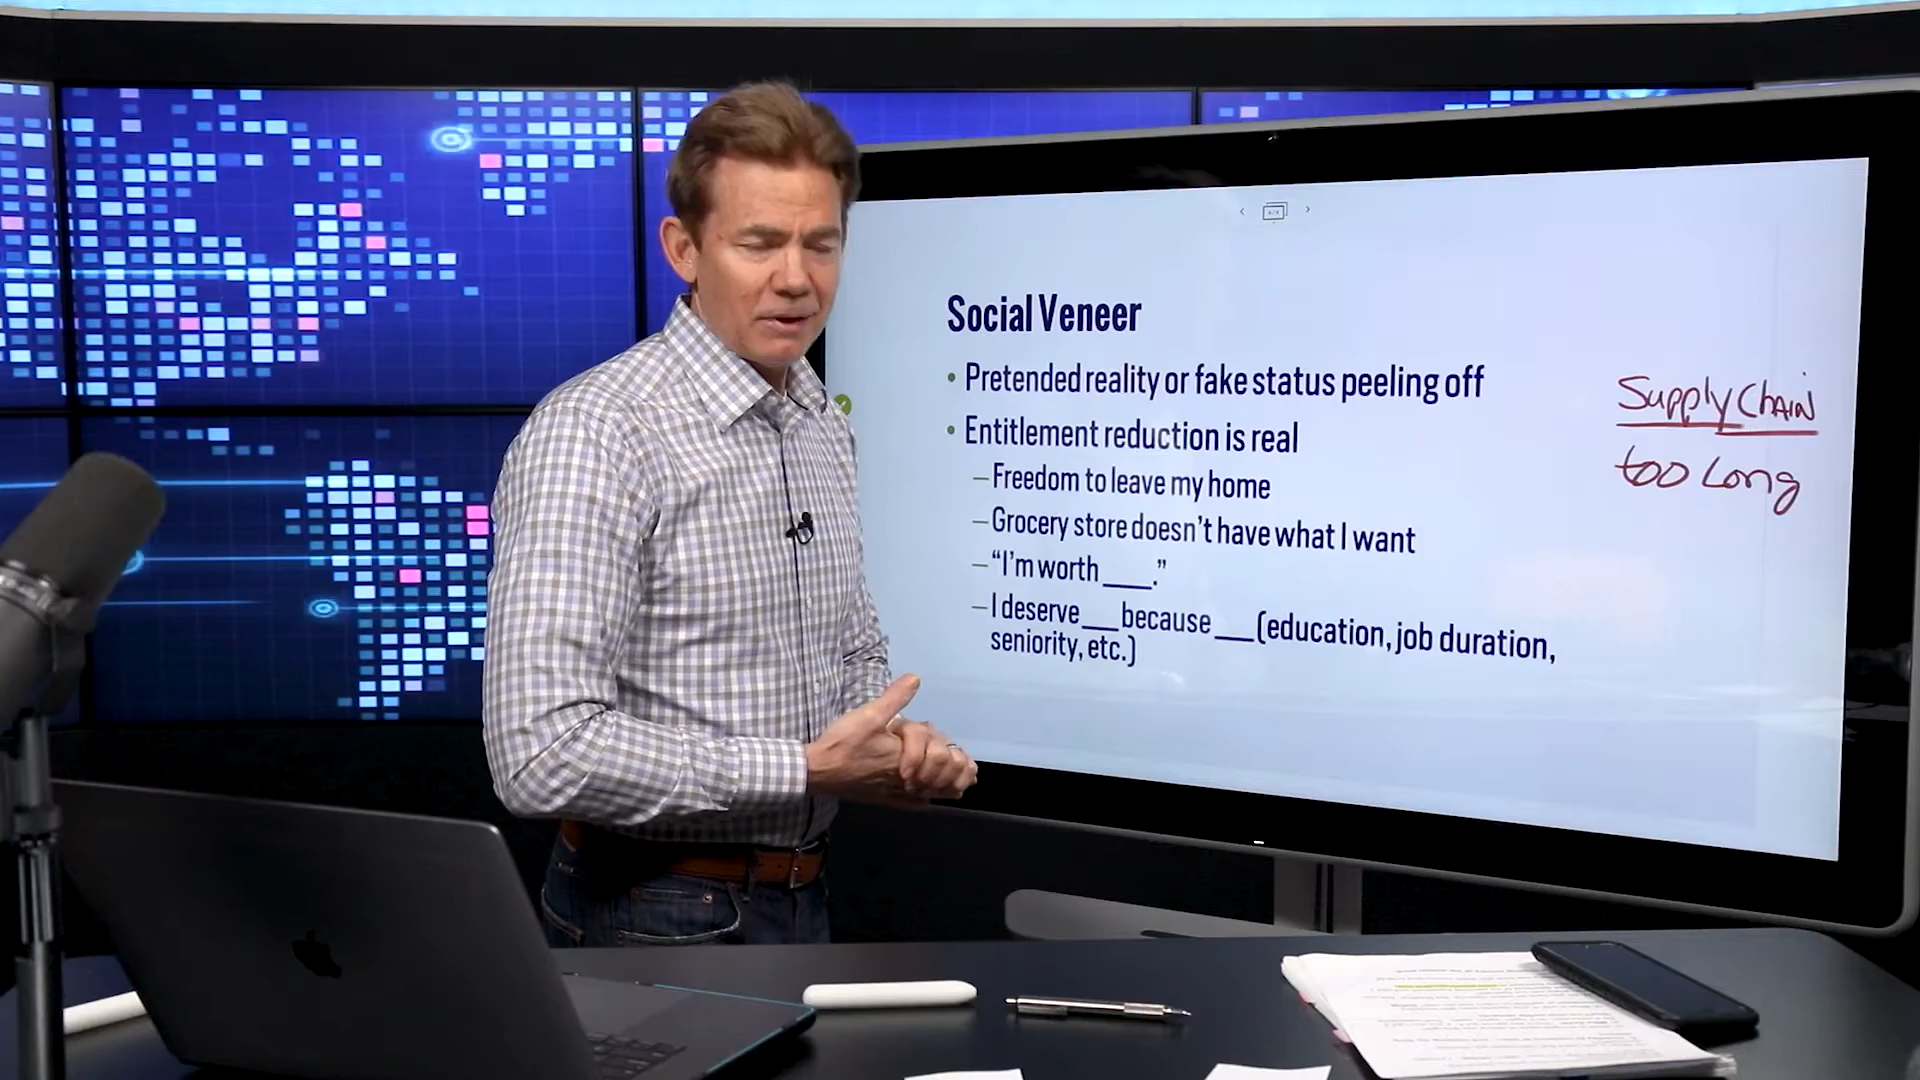 Social Veneer
• Pretended reality or fake status peeling off
• Entitlement reduction is real
– Freedom to leave my home
– Grocery store doesn't have what I want
– “I'm worth ____.”
– I deserve ___ because ___ (education, job duration,
seniority, etc.)
Supply Chain
too Long